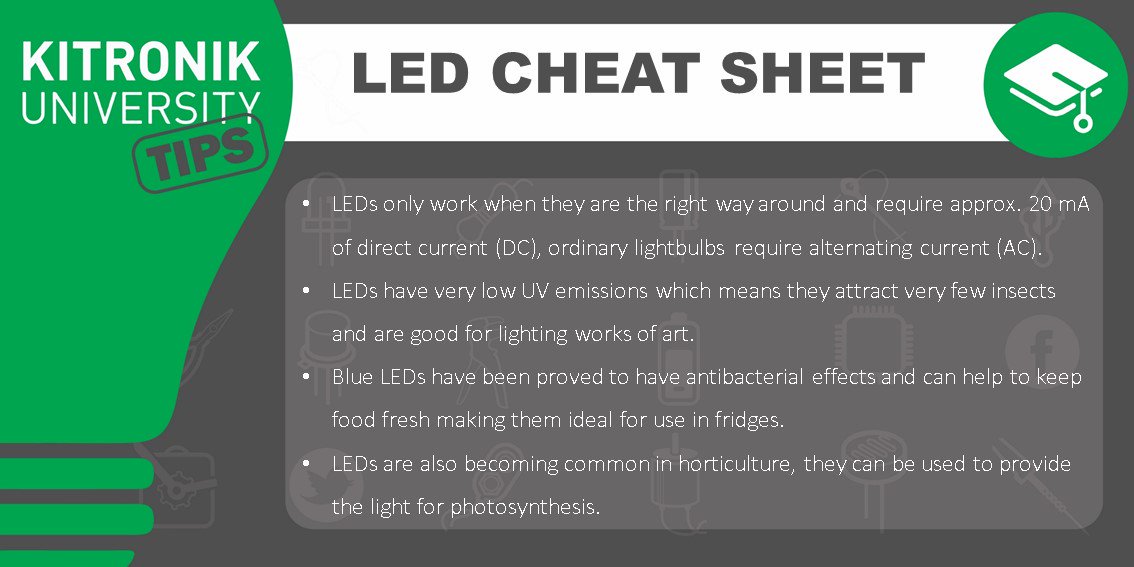 KITRONIK
UNIVERSITY
TIPS
LED CHEAT SHEET
• LEDs only work when they are the right way around and require approx. 20 mA
of direct current (DC), ordinary lightbulbs require alternating current (AC).
• LEDs have very low UV emissions which means they attract very few insects
and are good for lighting works of art.
• Blue LEDs have been proved to have antibacterial effects and can help to keep
food fresh making them ideal for use in fridges.
• LEDs are also becoming common in horticulture, they can be used to provide
the light for photosynthesis.